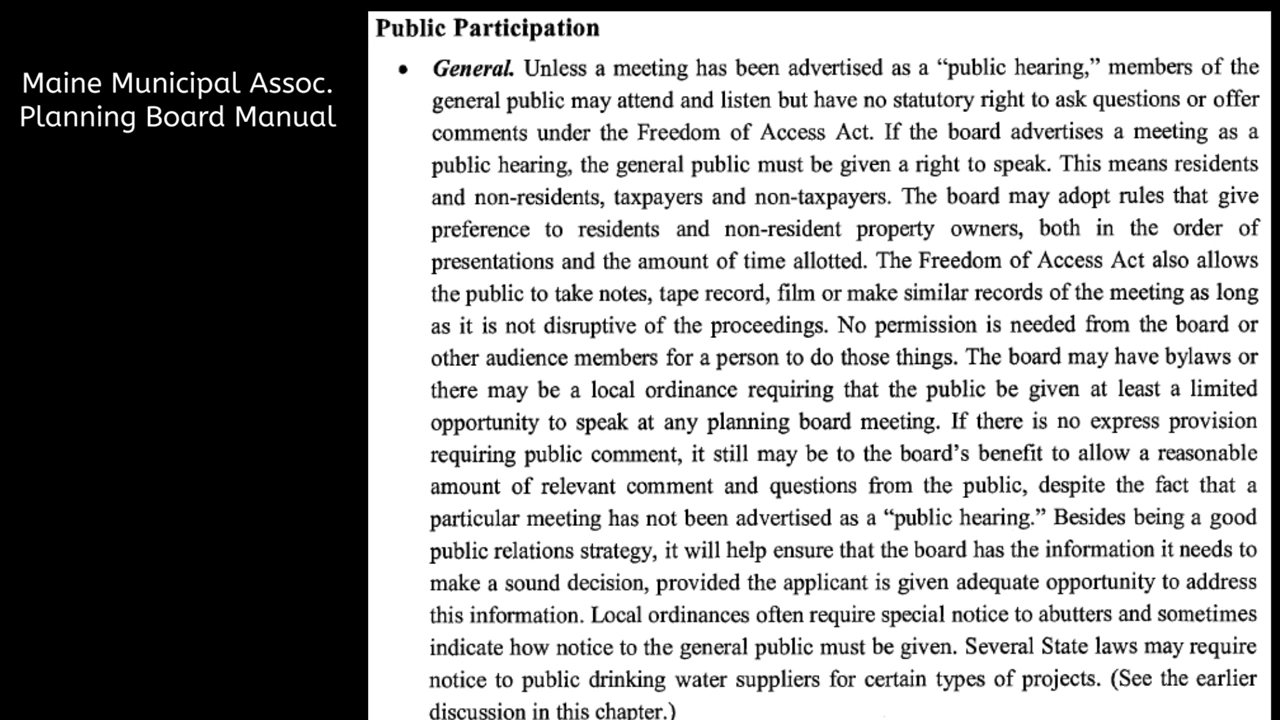 Maine Municipal Assoc.
Planning Board Manual
Public Participation
• General. Unless a meeting has been advertised as a “public hearing,” members of the
general public may attend and listen but have no statutory right to ask questions or offer
comments under the Freedom of Access Act. If the board advertises a meeting as a
public hearing, the general public must be given a right to speak. This means residents
and non-residents, taxpayers and non-taxpayers. The board may adopt rules that give
preference to residents and non-resident property owners, both in the order of
presentations and the amount of time allotted. The Freedom of Access Act also allows
the public to take notes, tape record, film or make similar records of the meeting as long
as it is not disruptive of the proceedings. No permission is needed from the board or
other audience members for a person to do those things. The board may have bylaws or
there may be a local ordinance requiring that the public be given at least a limited
opportunity to speak at any planning board meeting. If there is no express provision
requiring public comment, it still may be to the board’s benefit to allow a reasonable
amount of relevant comment and questions from the public, despite the fact that a
particular meeting has not been advertised as a “public hearing.” Besides being a good
public relations strategy, it will help ensure that the board has the information it needs to
make a sound decision, provided the applicant is given adequate opportunity to address
this information. Local ordinances often require special notice to abutters and sometimes
indicate how notice to the general public must be given. Several State laws may require
notice to public drinking water suppliers for certain types of projects. (See the earlier
discussion in this chapter.)